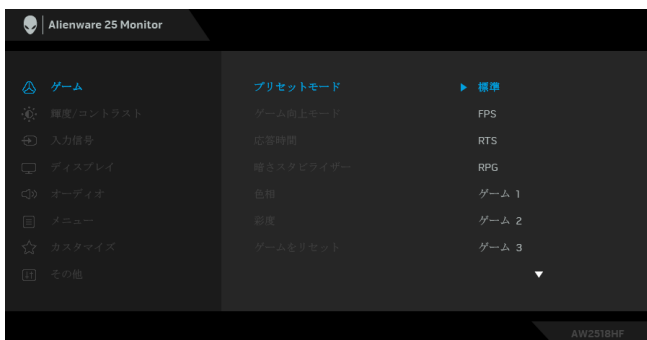 Alienware 25 Monitor
ゲーム
プリセットモード
標準
輝度/コントラスト
ゲーム向上モード
FPS
入力信号
応答時間
RTS
ディスプレイ
暗さスタビライザー
RPG
オーディオ
色相
ゲーム 1
メニュー
彩度
ゲーム 2
カスタマイズ
ゲームをリセット
ゲーム 3
その他
AW2518HF